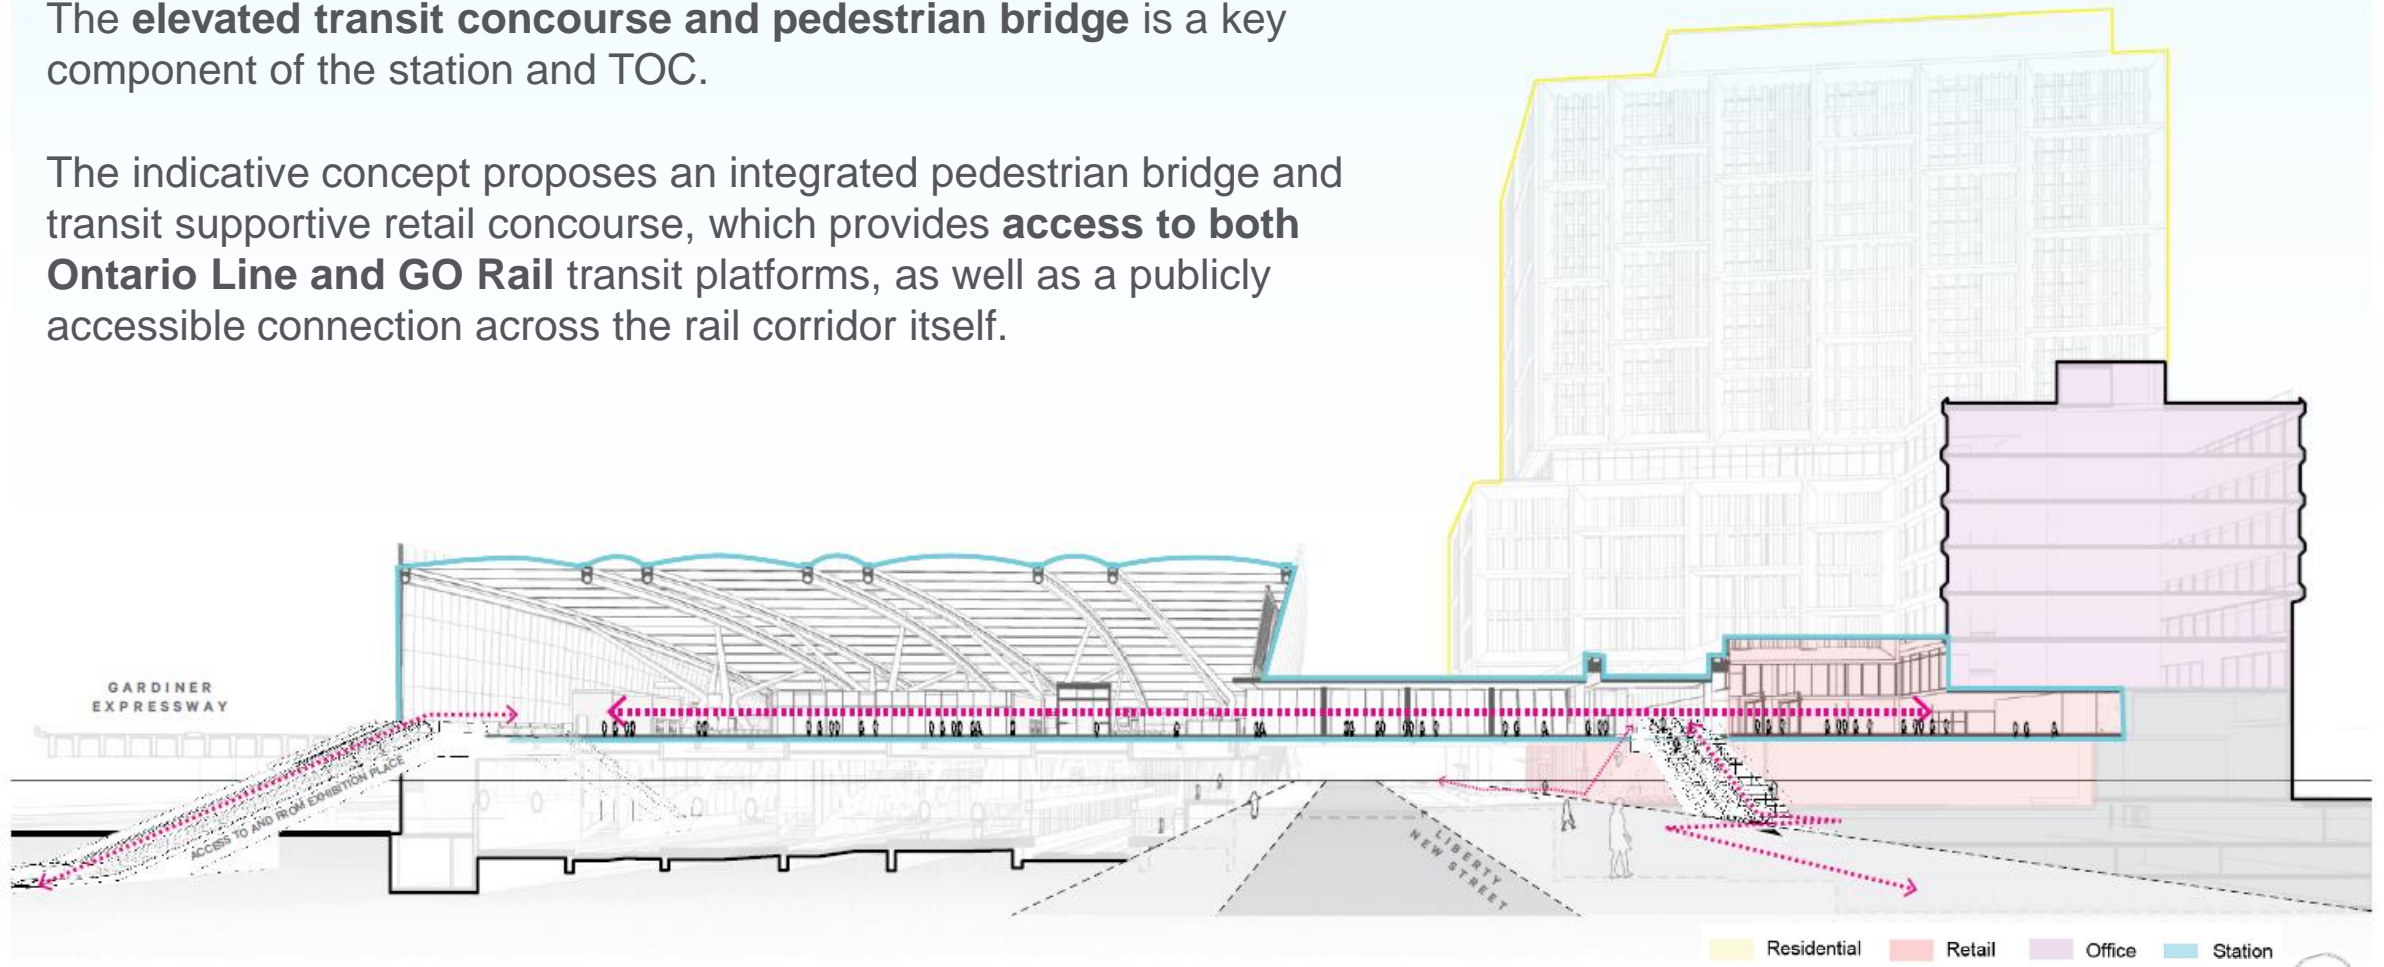 The elevated transit concourse and pedestrian bridge is a key
component of the station and TOC.
The indicative concept proposes an integrated pedestrian bridge and
transit supportive retail concourse, which provides access to both
Ontario Line and GO Rail transit platforms, as well as a publicly
accessible connection across the rail corridor itself.
GARDINER
EXPRESSWAY
ACCESS TO AND FROM EXHIBITION PLACE
LIBERTY
NEW STREET
Residential
Retail
Office
Station